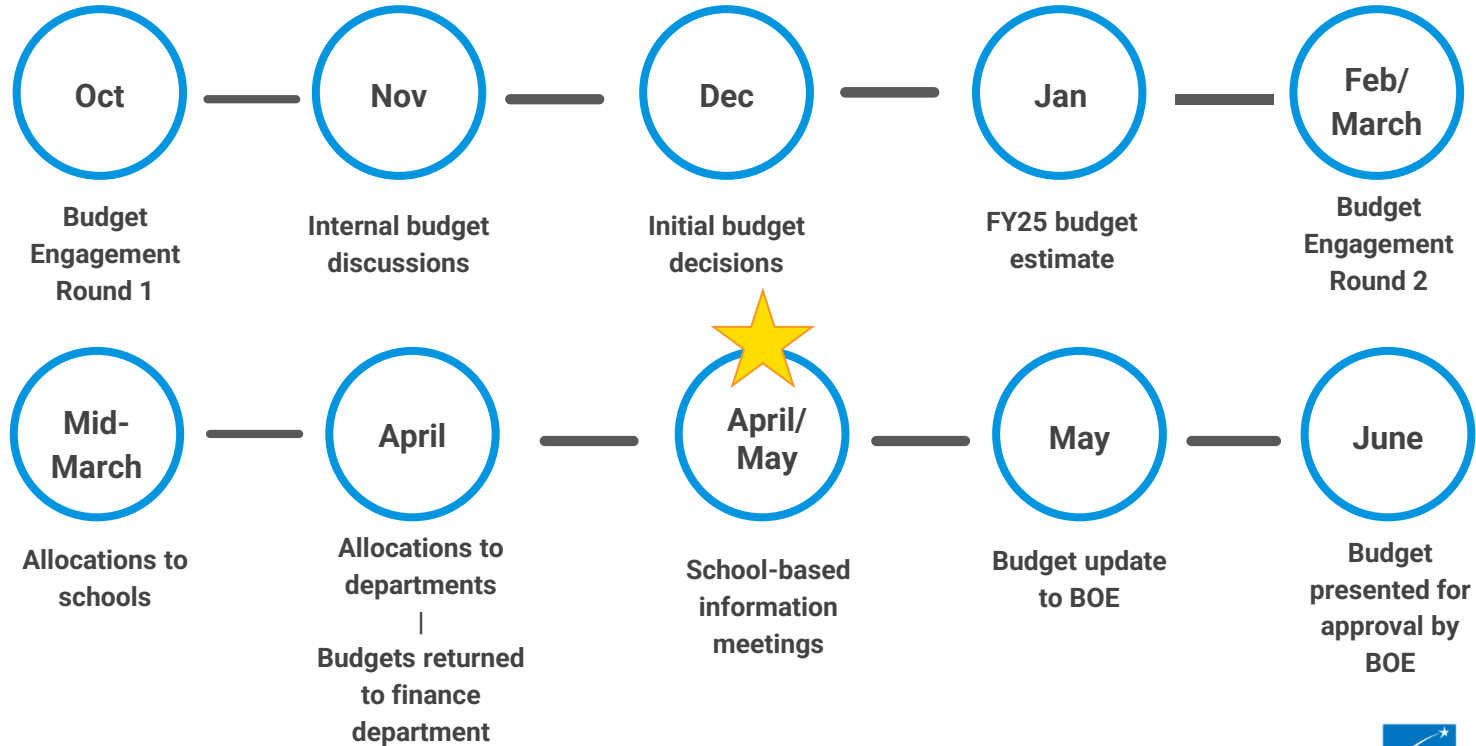 Oct
Nov
Dec
Jan
Feb/
March
Budget
Engagement
Round 1
Internal budget
discussions
Initial budget
decisions
FY25 budget
estimate
Budget
Engagement
Round 2
Mid-
March
April
April/
May
May
June
Allocations to
schools
Allocations to
departments
|
Budgets returned
to finance
department
School-based
information
meetings
Budget update
to BOE
Budget
presented for
approval by
BOE